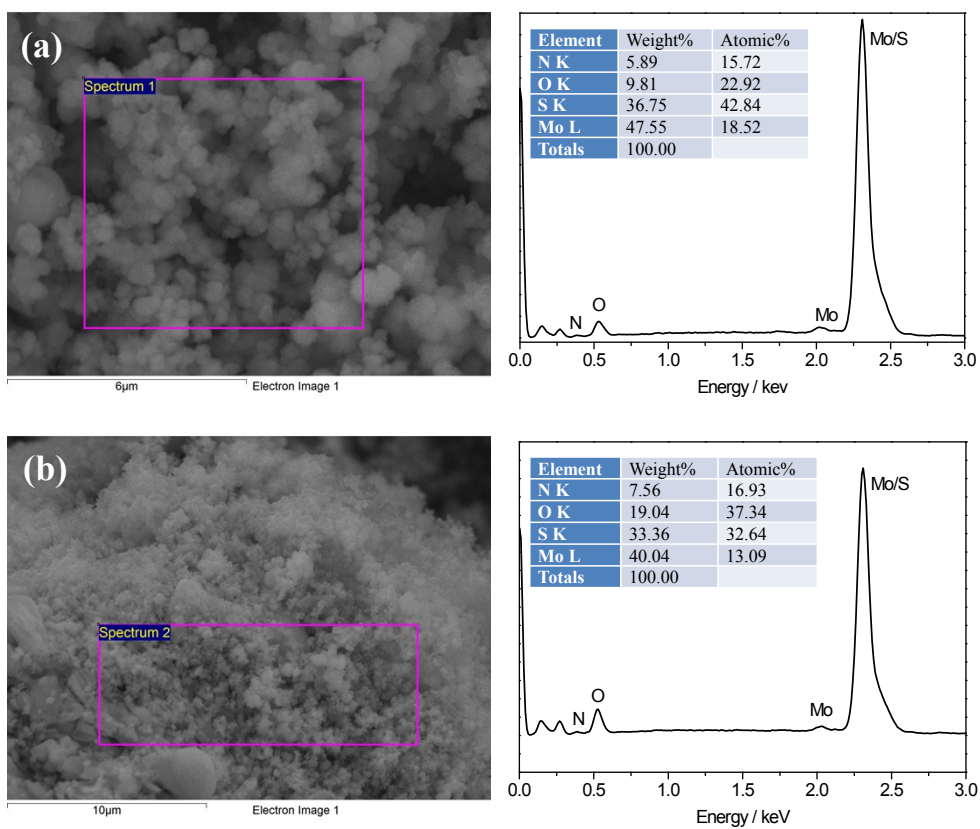 (a)
Spectrum 1
6μm
Electron Image 1
Element Weight% Atomic%
N K 5.89 15.72
O K 9.81 22.92
S K 36.75 42.84
Mo L 47.55 18.52
Totals 100.00
Mo/S
N
O
Mo
0.0 0.5 1.0 1.5 2.0 2.5 3.0
Energy / kev
(b)
Spectrum 2
10μm
Electron Image 1
Element Weight% Atomic%
N K 7.56 16.93
O K 19.04 37.34
S K 33.36 32.64
Mo L 40.04 13.09
Totals 100.00
Mo/S
N
O
Mo
0.0 0.5 1.0 1.5 2.0 2.5 3.0
Energy / keV